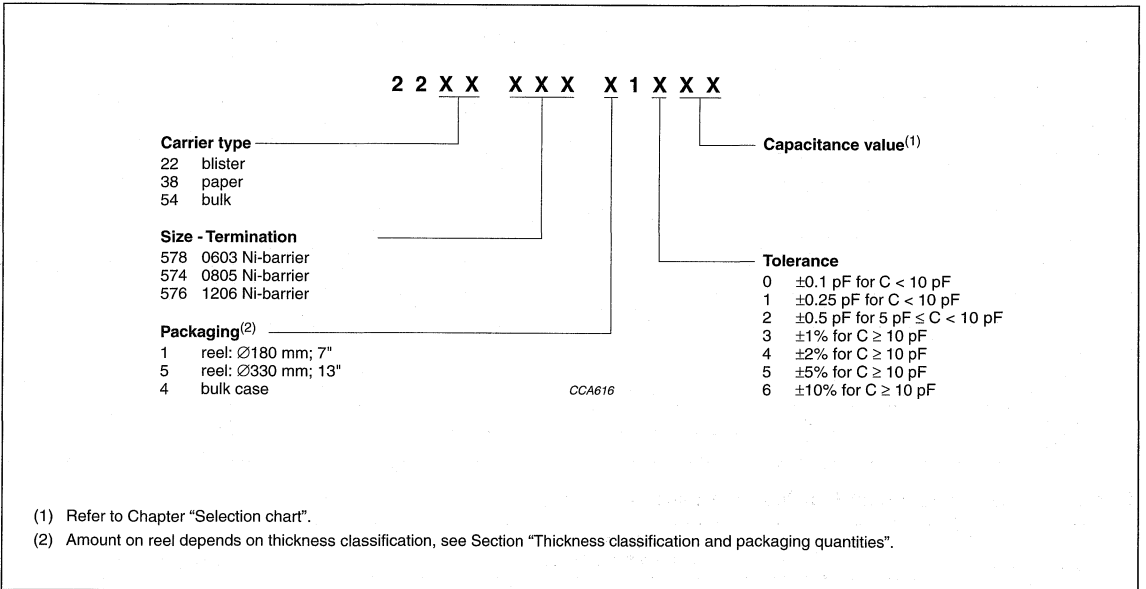 2 2 X X X X X X 1 X X X
Carrier type
22 blister
38 paper
54 bulk
Size - Termination
578 0603 Ni-barrier
574 0805 Ni-barrier
576 1206 Ni-barrier
Packaging(2)
1 reel: Ø180 mm; 7"
5 reel: Ø330 mm; 13"
4 bulk case
CCA616
Capacitance value(1)
Tolerance
0 ±0.1 pF for C < 10 pF
1 ±0.25 pF for C < 10 pF
2 ±0.5 pF for 5 pF ≤ C < 10 pF
3 ±1% for C ≥ 10 pF
4 ±2% for C ≥ 10 pF
5 ±5% for C ≥ 10 pF
6 ±10% for C ≥ 10 pF
(1) Refer to Chapter “Selection chart”.
(2) Amount on reel depends on thickness classification, see Section “Thickness classification and packaging quantities”.